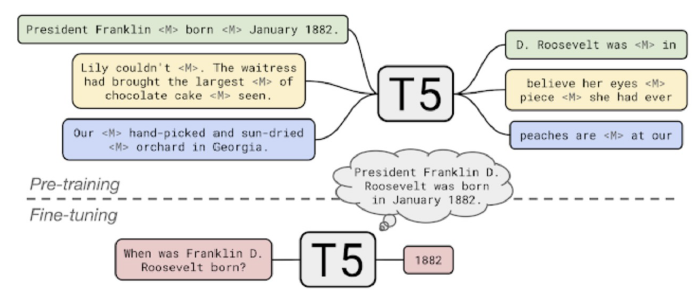 President Franklin <M> born <M> January 1882.
D. Roosevelt was <M> in
Lily couldn't <M>. The waitress
had brought the largest <M> of
chocolate cake <M> seen.
T5
believe her eyes <M>
piece <M> she had ever
Our <M> hand-picked and sun-dried
<M> orchard in Georgia.
peaches are <M> at our
President Franklin D.
Roosevelt was born
in January 1882.
Pre-training
Fine-tuning
When was Franklin D.
Roosevelt born?
T5
1882